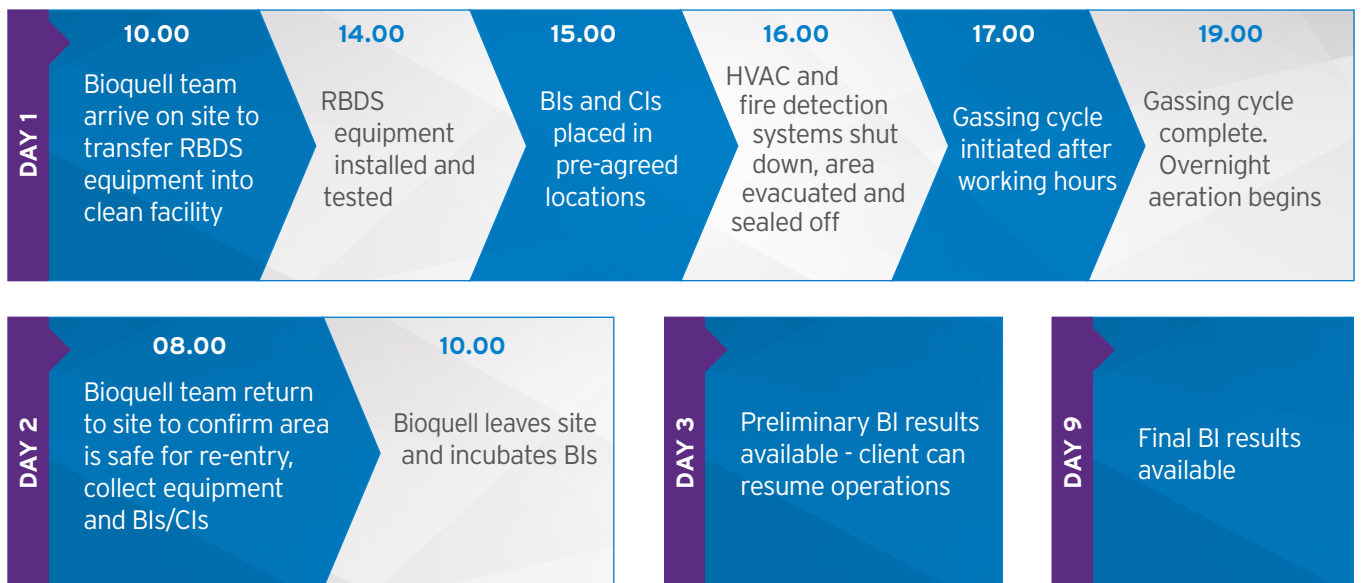 DAY 1
10.00
Bioquell team
arrive on site to
transfer RBDS
equipment into
clean facility
14.00
RBDS
equipment
installed and
tested
15.00
BIs and CIs
placed in
pre-agreed
locations
16.00
HVAC and
fire detection
systems shut
down, area
evacuated and
sealed off
17.00
Gassing cycle
initiated after
working hours
19.00
Gassing cycle
complete.
Overnight
aeration begins
DAY 2
08.00
Bioquell team return
to site to confirm area
is safe for re-entry,
collect equipment
and BIs/CIs
10.00
Bioquell leaves site
and incubates BIs
DAY 3
Preliminary BI results
available - client can
resume operations
DAY 9
Final BI results
available